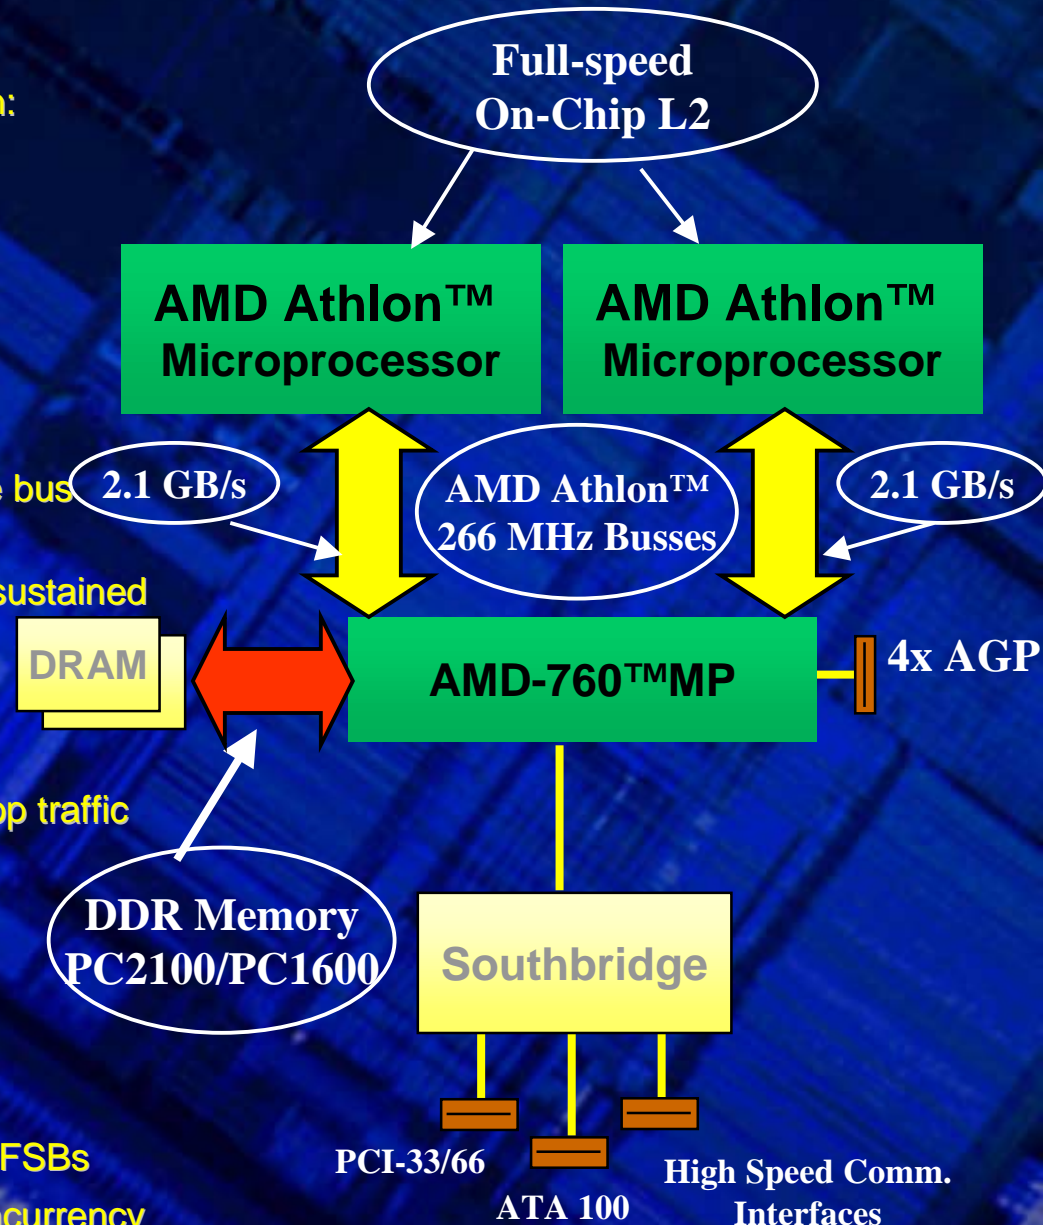 Full-speed
On-Chip L2
AMD Athlon™
Microprocessor
AMD Athlon™
Microprocessor
bus
2.1 GB/s
AMD Athlon™
266 MHz Busses
2.1 GB/s
sustained
DRAM
AMD-760™MP
4x AGP
traffic
DDR Memory
PC2100/PC1600
Southbridge
FSBs
PCI-33/66
High Speed Comm.
Interfaces
ATA 100